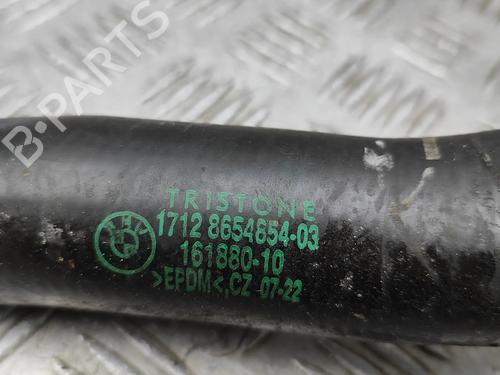 B-PARTS
TRISTONE
1712 8654854-03
161880-10
>EPDM<,CZ 07-22